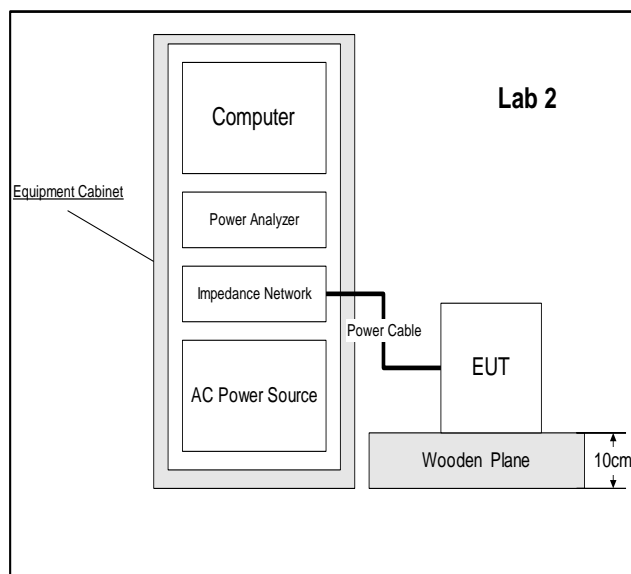 Lab 2
Equipment Cabinet
Computer
Power Analyzer
Impedance Network
Power Cable
AC Power Source
EUT
Wooden Plane
10cm